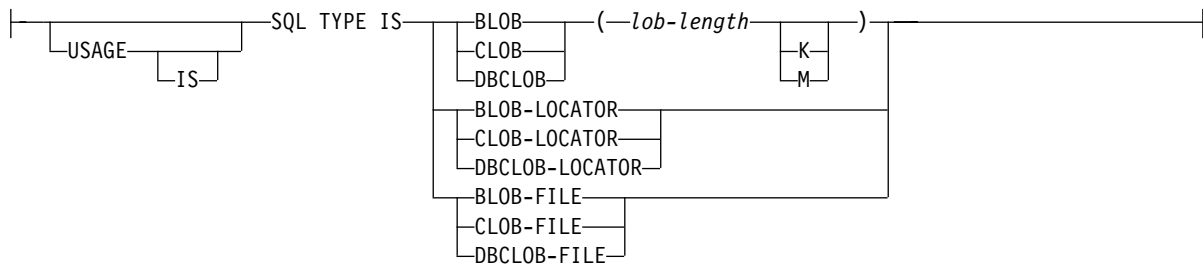 SQL TYPE IS BLOB ( lob-length )
USAGE CLOB K
IS DBCLOB M
BLOB-LOCATOR
CLOB-LOCATOR
DBCLOB-LOCATOR
BLOB-FILE
CLOB-FILE
DBCLOB-FILE